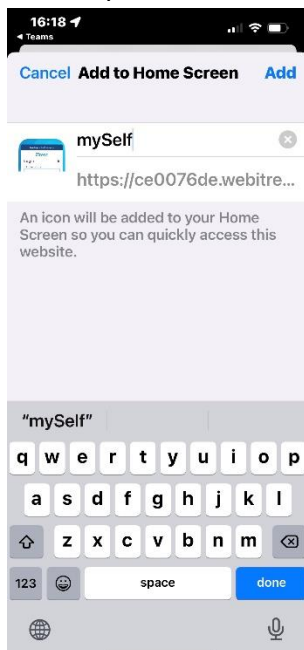 16:18
◄ Teams
Cancel Add to Home Screen Add
mySelf
https://ce0076de.webitre...
An icon will be added to your Home
Screen so you can quickly access this
website.
“mySelf”
q w e r t y u i o p
a s d f g h j k l
z x c v b n m
123 space done